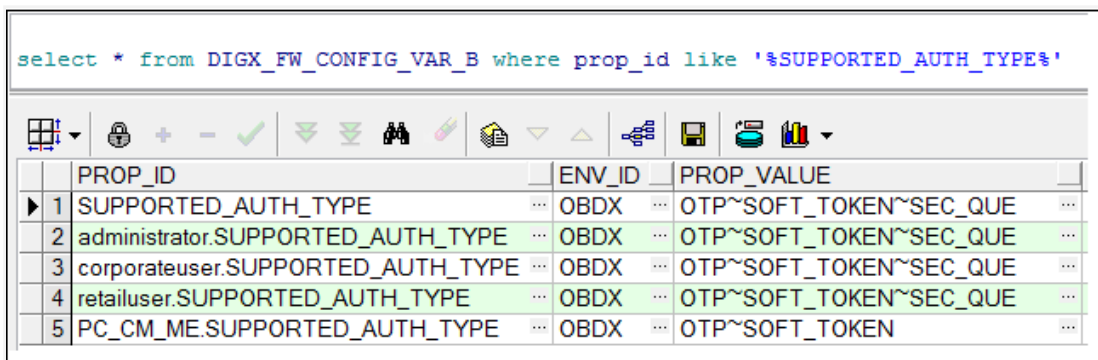 select * from DIGX_FW_CONFIG_VAR_B where prop_id like '%SUPPORTED_AUTH_TYPE%'
PROP_ID ENV_ID PROP_VALUE
1 SUPPORTED_AUTH_TYPE ... OBDX ... OTP~SOFT_TOKEN~SEC_QUE ...
2 administrator.SUPPORTED_AUTH_TYPE ... OBDX ... OTP~SOFT_TOKEN~SEC_QUE ...
3 corporateuser.SUPPORTED_AUTH_TYPE ... OBDX ... OTP~SOFT_TOKEN~SEC_QUE ...
4 retailuser.SUPPORTED_AUTH_TYPE ... OBDX ... OTP~SOFT_TOKEN~SEC_QUE ...
5 PC_CM_ME.SUPPORTED_AUTH_TYPE ... OBDX ... OTP~SOFT_TOKEN ...